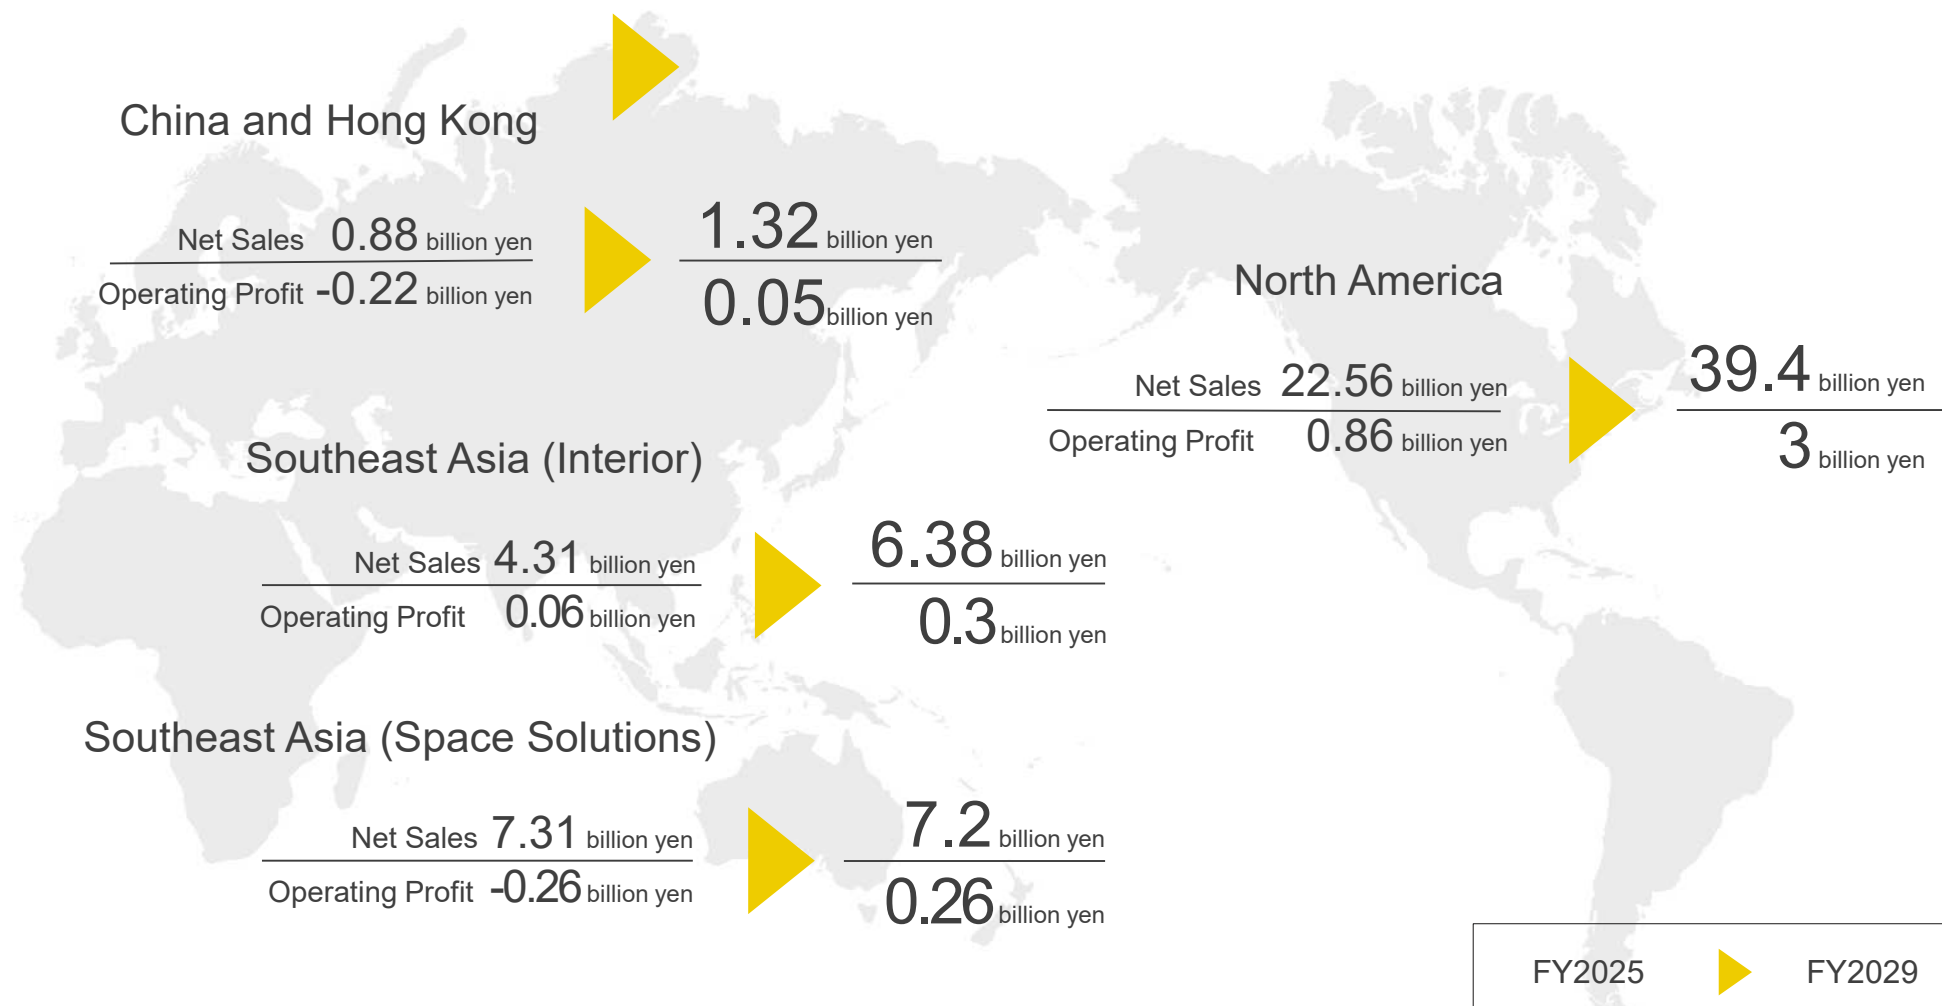 China and Hong Kong
Net Sales 0.88 billion yen
Operating Profit -0.22 billion yen
1.32 billion yen
0.05 billion yen
North America
Net Sales 22.56 billion yen
Operating Profit 0.86 billion yen
39.4 billion yen
3 billion yen
Southeast Asia (Interior)
Net Sales 4.31 billion yen
Operating Profit 0.06 billion yen
6.38 billion yen
0.3 billion yen
Southeast Asia (Space Solutions)
Net Sales 7.31 billion yen
Operating Profit -0.26 billion yen
7.2 billion yen
0.26 billion yen
FY2025 FY2029